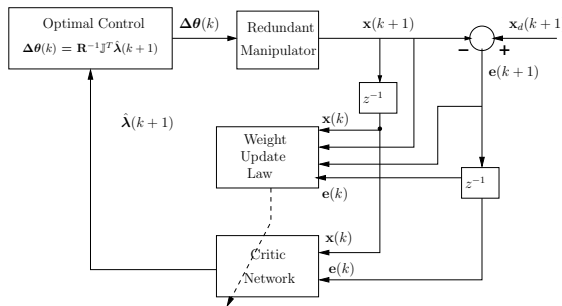 Optimal Control
Δθ(k) = R⁻¹𝕁ᵀλ̂(k+1)
Δθ(k)
Redundant
Manipulator
x(k+1)
x_d(k+1
− +
e(k+1)
z⁻¹
x(k)
λ̂(k+1)
Weight
Update
Law
e(k)
z⁻¹
x(k)
Critic
Network
e(k)